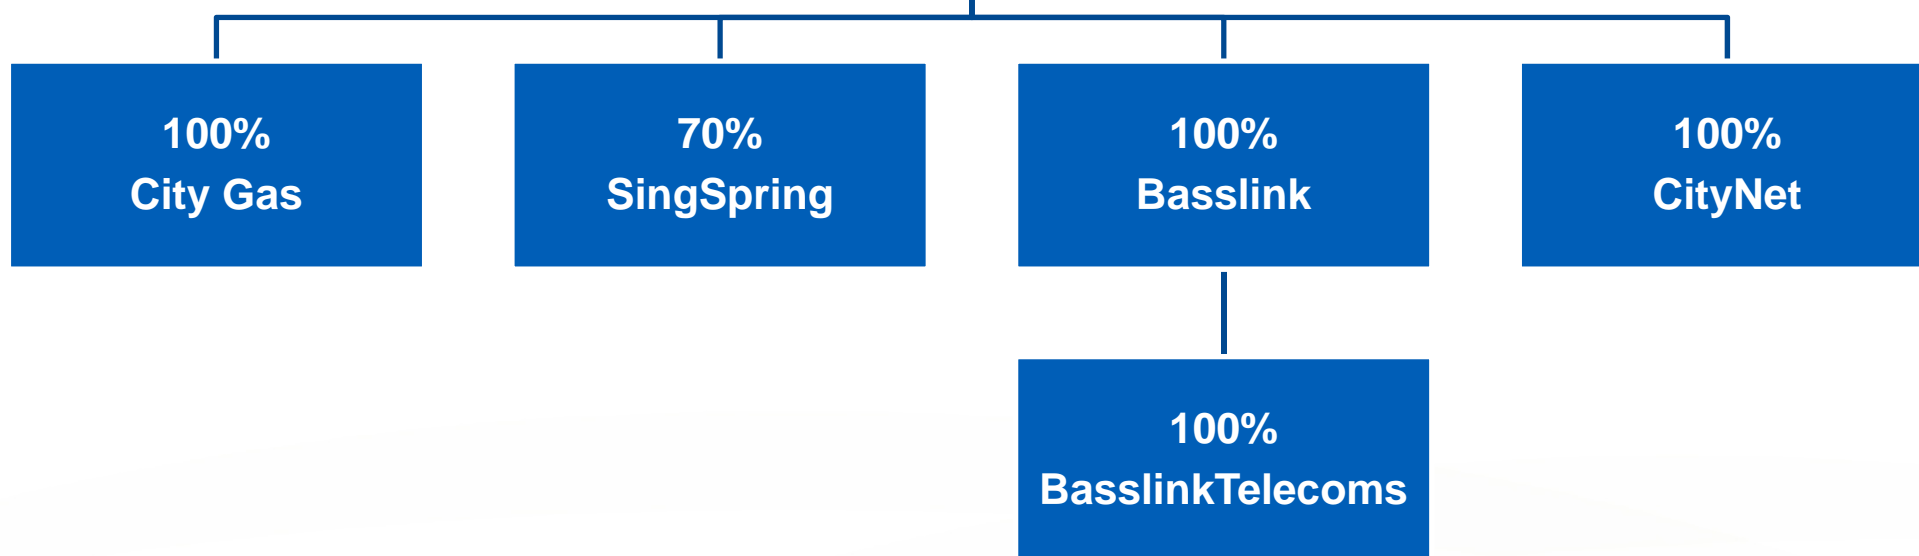 100%
City Gas
70%
SingSpring
100%
Basslink
100%
CityNet
100%
BasslinkTelecoms